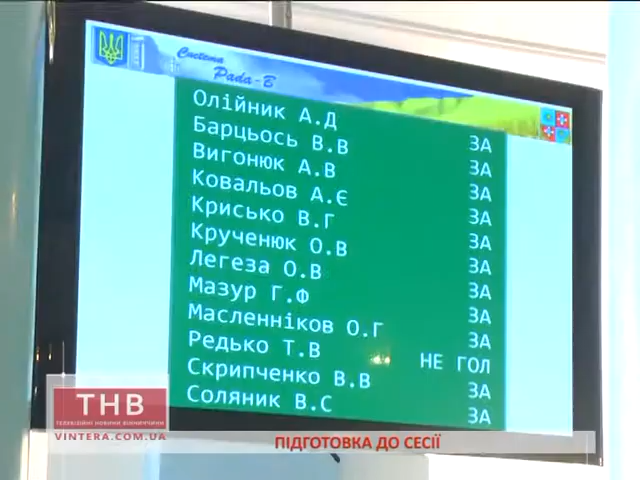 Система
Рада-В
Олійник А.Д ЗА
Барцьось В.В ЗА
Вигонюк А.В ЗА
Ковальов А.Є ЗА
Крисько В.Г ЗА
Крученюк О.В ЗА
Легеза О.В ЗА
Мазур Г.Ф ЗА
Масленніков О.Г ЗА
Редько Т.В НЕ ГОЛ
Скрипченко В.В ЗА
Соляник В.С ЗА
ТНВ
ТЕЛЕВІЗІЙНІ НОВИНИ ВІННИЧЧИНИ
VINTERA.COM.UA
ПІДГОТОВКА ДО СЕСІЇ